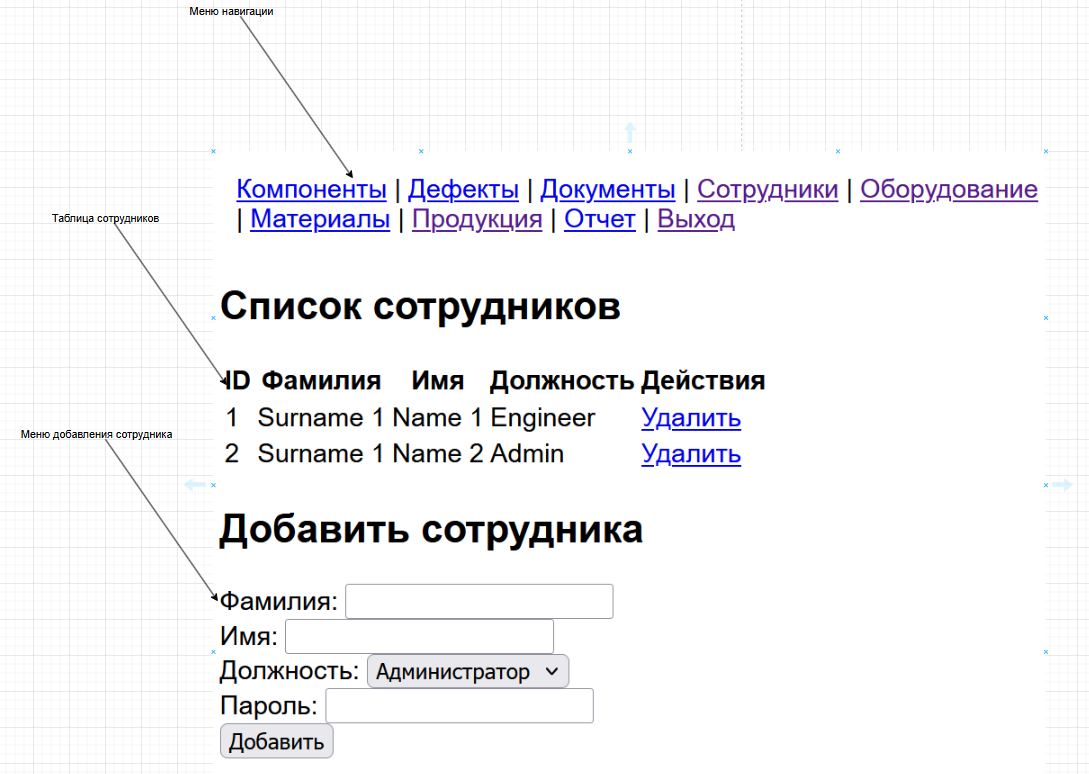 Меню навигации
Компоненты | Дефекты | Документы | Сотрудники | Оборудование
| Материалы | Продукция | Отчет | Выход
Таблица сотрудников
Список сотрудников
ID Фамилия Имя Должность Действия
1 Surname 1 Name 1 Engineer Удалить
2 Surname 1 Name 2 Admin Удалить
Меню добавления сотрудника
Добавить сотрудника
Фамилия:
Имя:
Должность: Администратор
Пароль:
Добавить